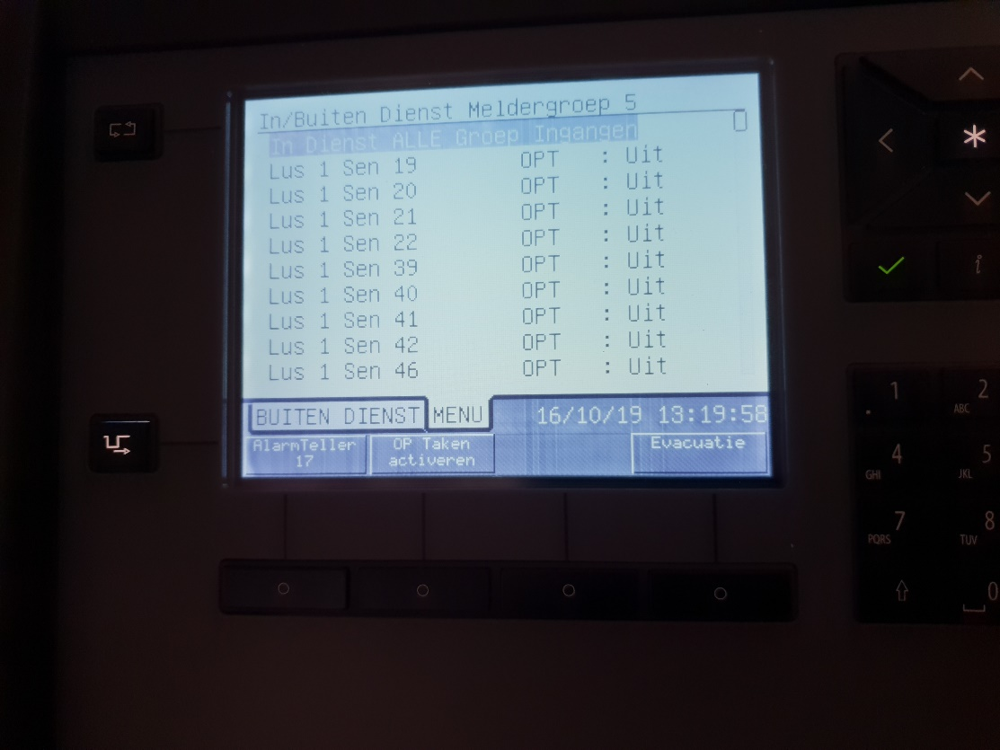 In/Buiten Dienst Meldergroep 5
In Dienst ALLE Groep Ingangen
Lus 1 Sen 19 OPT : Uit
Lus 1 Sen 20 OPT : Uit
Lus 1 Sen 21 OPT : Uit
Lus 1 Sen 22 OPT : Uit
Lus 1 Sen 39 OPT : Uit
Lus 1 Sen 40 OPT : Uit
Lus 1 Sen 41 OPT : Uit
Lus 1 Sen 42 OPT : Uit
Lus 1 Sen 46 OPT : Uit
BUITEN DIENST MENU 16/10/19 13:19:58
AlarmTeller
17
OP Taken
activeren
Evacuatie
*
i
1 2
. ABC
4 5
GHI JKL
7 8
PQRS TUV
0